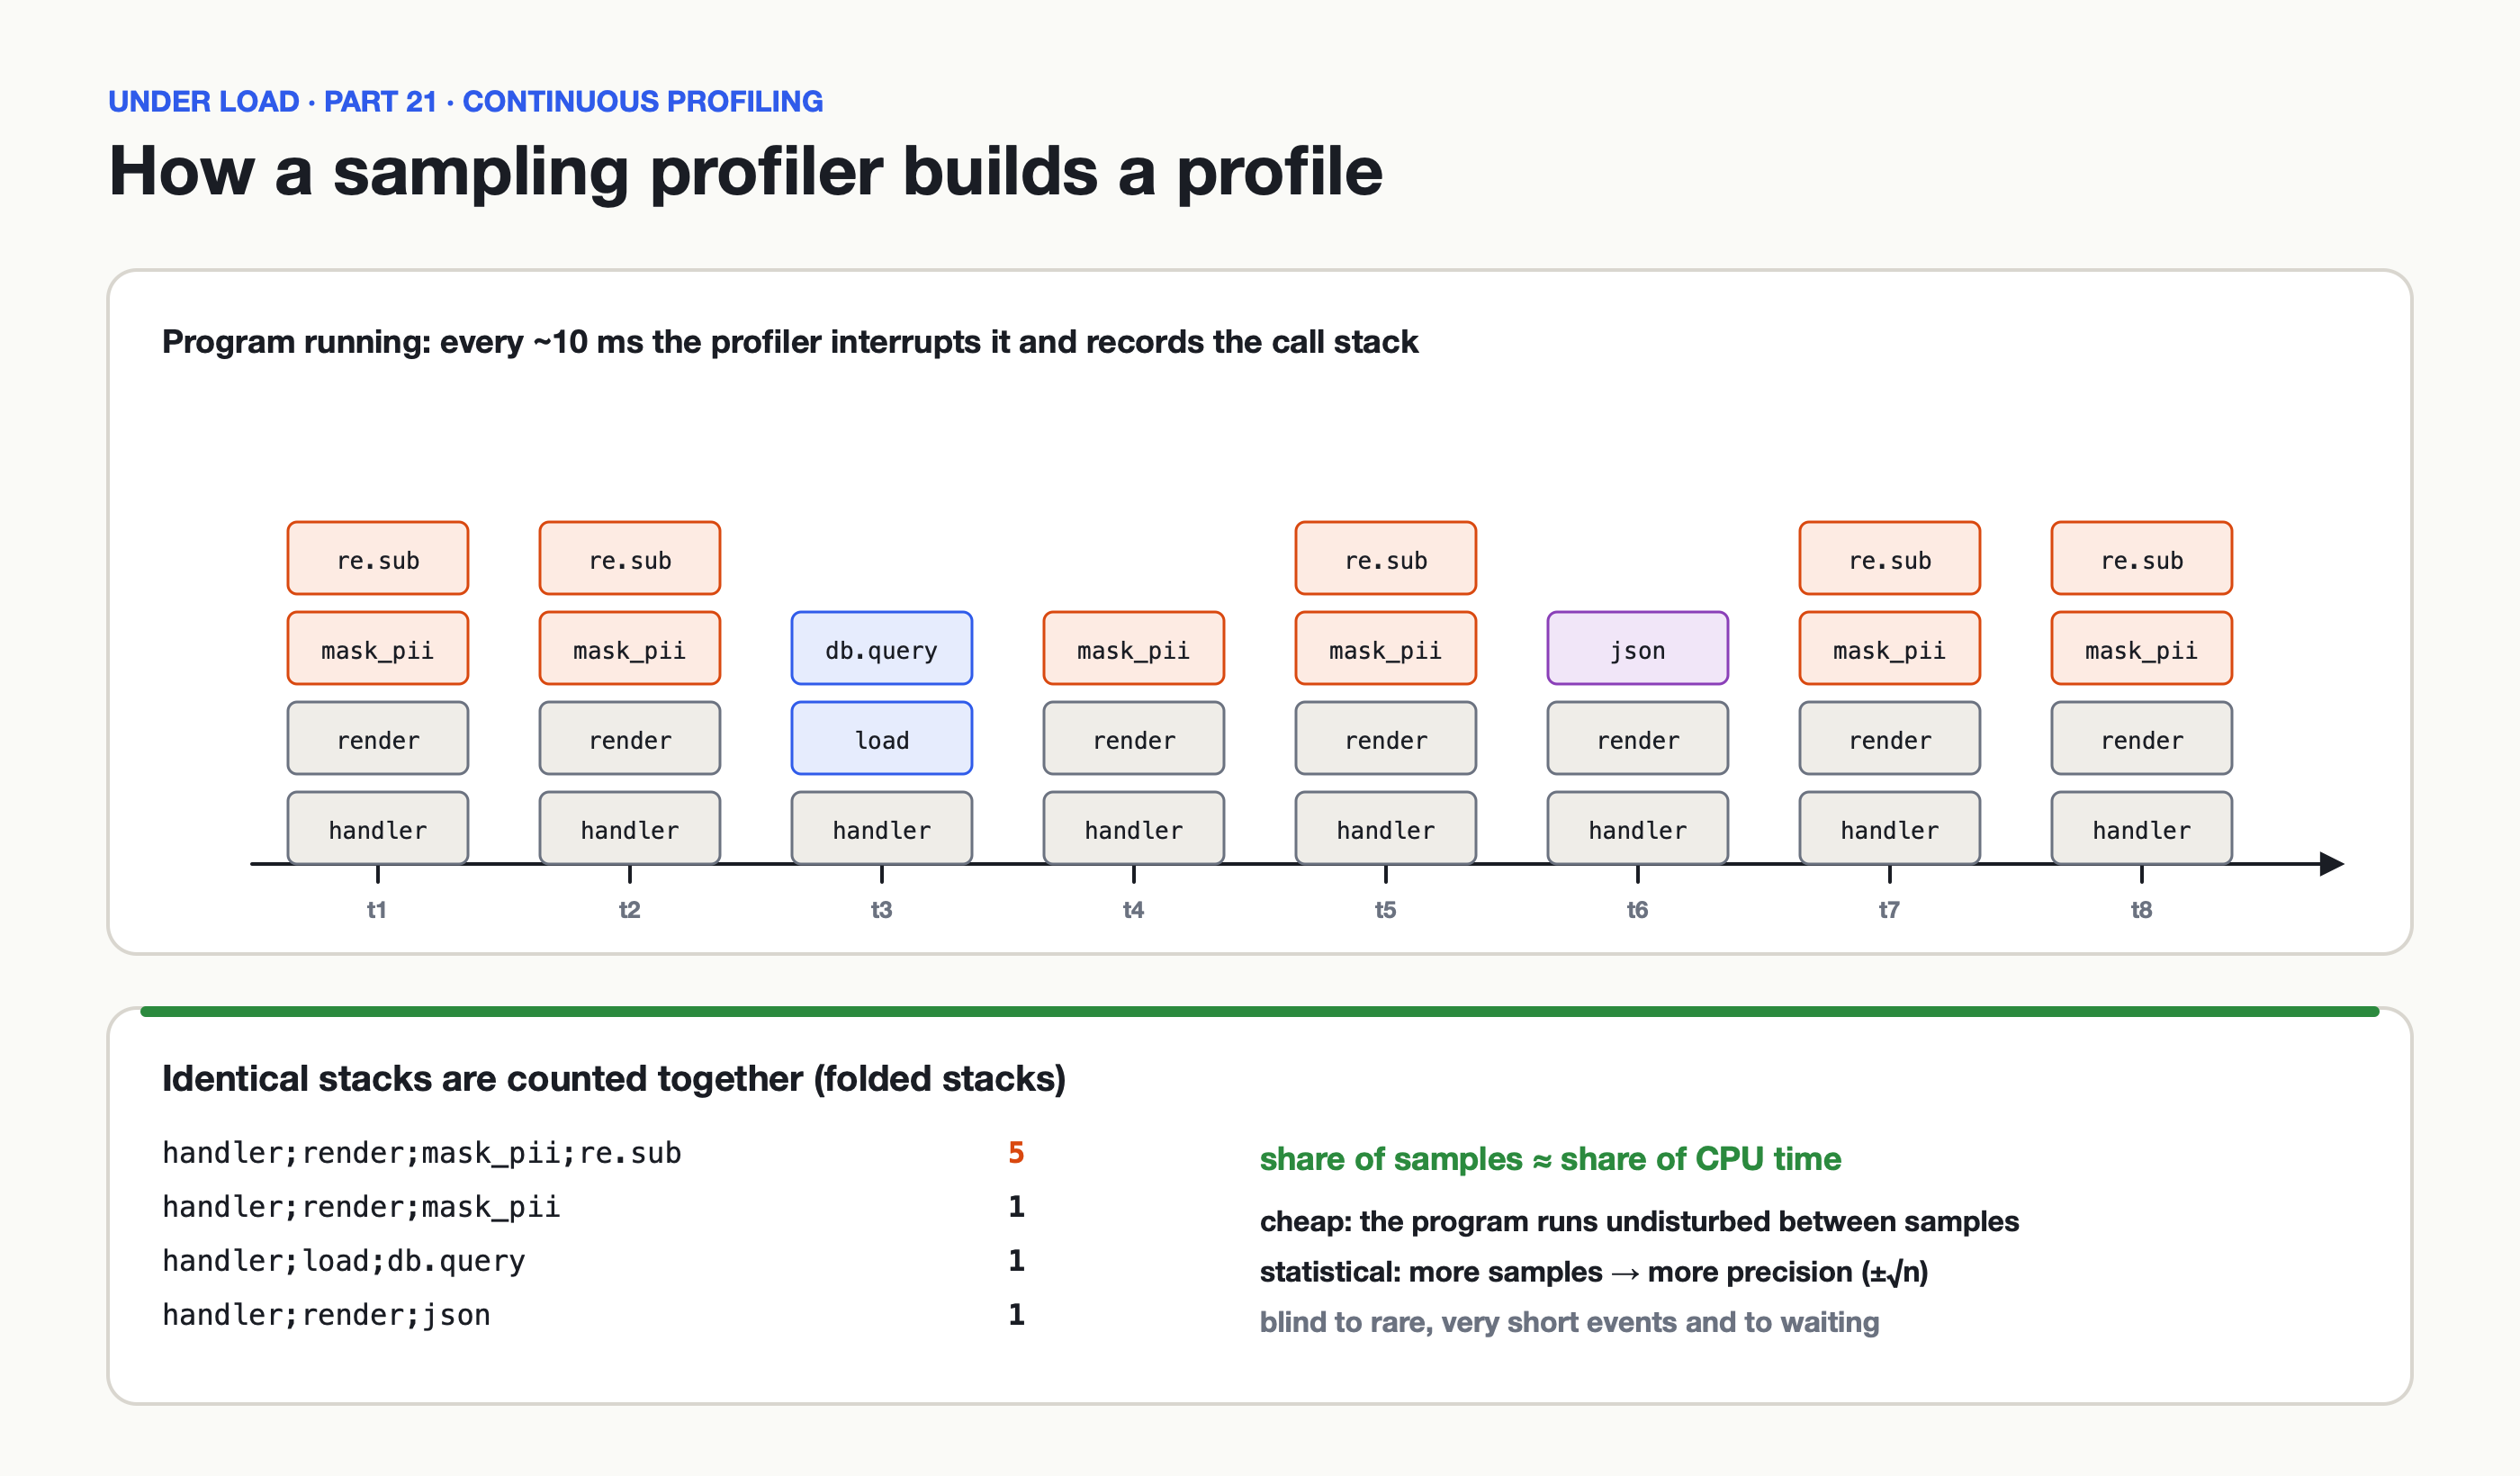 UNDER LOAD · PART 21 · CONTINUOUS PROFILING
How a sampling profiler builds a profile
Program running: every ~10 ms the profiler interrupts it and records the call stack
re.sub re.sub re.sub re.sub re.sub
mask_pii mask_pii db.query mask_pii mask_pii json mask_pii mask_pii
render render load render render render render render
handler handler handler handler handler handler handler handler
t1 t2 t3 t4 t5 t6 t7 t8
Identical stacks are counted together (folded stacks)
handler;render;mask_pii;re.sub 5
handler;render;mask_pii 1
handler;load;db.query 1
handler;render;json 1
share of samples ≈ share of CPU time
cheap: the program runs undisturbed between samples
statistical: more samples → more precision (±√n)
blind to rare, very short events and to waiting